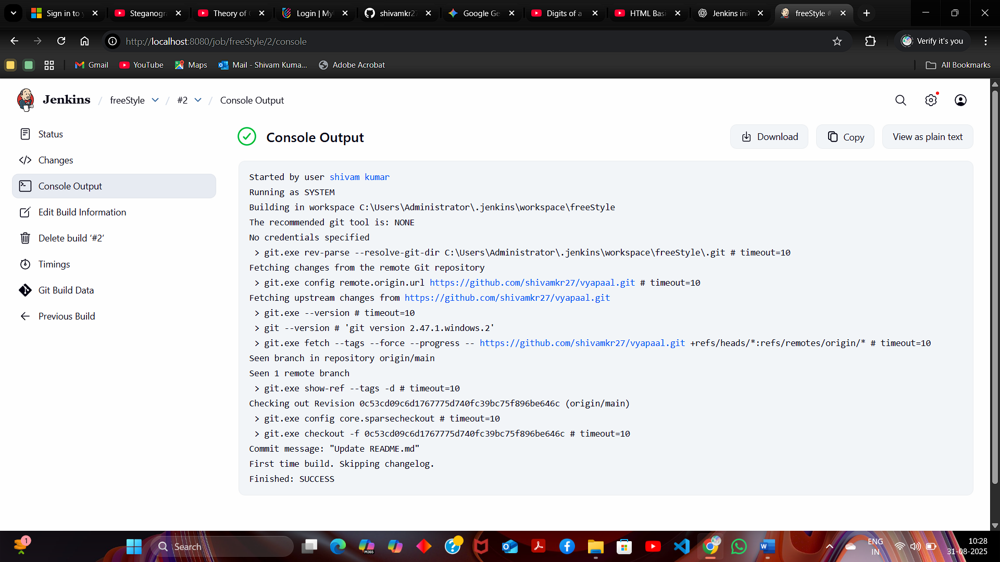 Sign in to y
Steganogra
Theory of C
Login | My
shivamkr27
Google Ge
Digits of a
HTML Basi
Jenkins init
freeStyle #
http://localhost:8080/job/freeStyle/2/console
Verify it's you
Gmail
YouTube
Maps
Mail - Shivam Kuma...
Adobe Acrobat
All Bookmarks
Jenkins / freeStyle / #2 / Console Output
Status
Changes
Console Output
Edit Build Information
Delete build ‘#2’
Timings
Git Build Data
Previous Build
Console Output
Download
Copy
View as plain text
Started by user shivam kumar
Running as SYSTEM
Building in workspace C:\Users\Administrator\.jenkins\workspace\freeStyle
The recommended git tool is: NONE
No credentials specified
> git.exe rev-parse --resolve-git-dir C:\Users\Administrator\.jenkins\workspace\freeStyle\.git # timeout=10
Fetching changes from the remote Git repository
> git.exe config remote.origin.url https://github.com/shivamkr27/vyapaal.git # timeout=10
Fetching upstream changes from https://github.com/shivamkr27/vyapaal.git
> git.exe --version # timeout=10
> git --version # 'git version 2.47.1.windows.2'
> git.exe fetch --tags --force --progress -- https://github.com/shivamkr27/vyapaal.git +refs/heads/*:refs/remotes/origin/* # timeout=10
Seen branch in repository origin/main
Seen 1 remote branch
> git.exe show-ref --tags -d # timeout=10
Checking out Revision 0c53cd09c6d1767775d740fc39bc75f896be646c (origin/main)
> git.exe config core.sparsecheckout # timeout=10
> git.exe checkout -f 0c53cd09c6d1767775d740fc39bc75f896be646c # timeout=10
Commit message: "Update README.md"
First time build. Skipping changelog.
Finished: SUCCESS
1
Search
M365
ENG
IN
10:28
31-08-2025